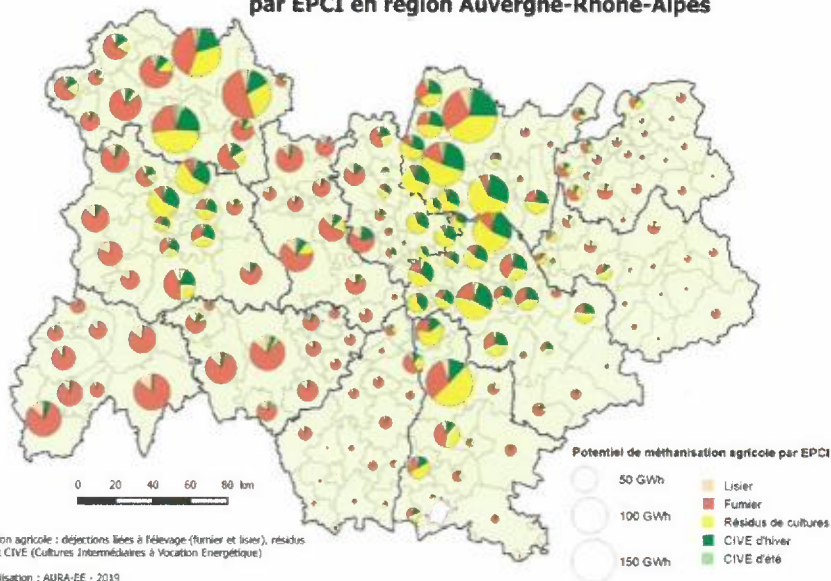 par EPCI en région Auvergne-Rhône-Alpes
Potentiel de méthanisation agricole par EPCI
50 GWh
100 GWh
150 GWh
Lisier
Fumier
Résidus de cultures
CIVE d'hiver
CIVE d'été
0 20 40 60 80 km
on agricole : déjections liées à l'élevage (fumier et lisier), résidus
CIVE (Cultures Intermédiaires à Vocation Energétique)
lisation : AURA-EE - 2019